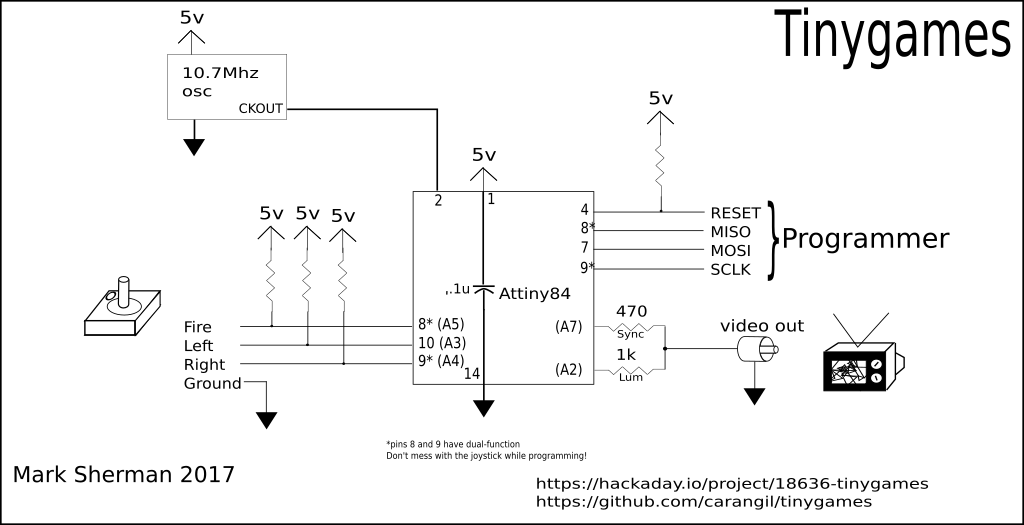 Tinygames
5v
10.7Mhz
osc
CKOUT
5v
5v
2
1
4
RESET
8*
MISO
7
MOSI
9*
SCLK
Programmer
5v
5v
5v
,.1u
Attiny84
Fire
8* (A5)
Left
10 (A3)
Right
9* (A4)
Ground
14
(A7)
470
Sync
1k
(A2)
Lum
video out
*pins 8 and 9 have dual-function
Don't mess with the joystick while programming!
Mark Sherman 2017
https://hackaday.io/project/18636-tinygames
https://github.com/carangil/tinygames